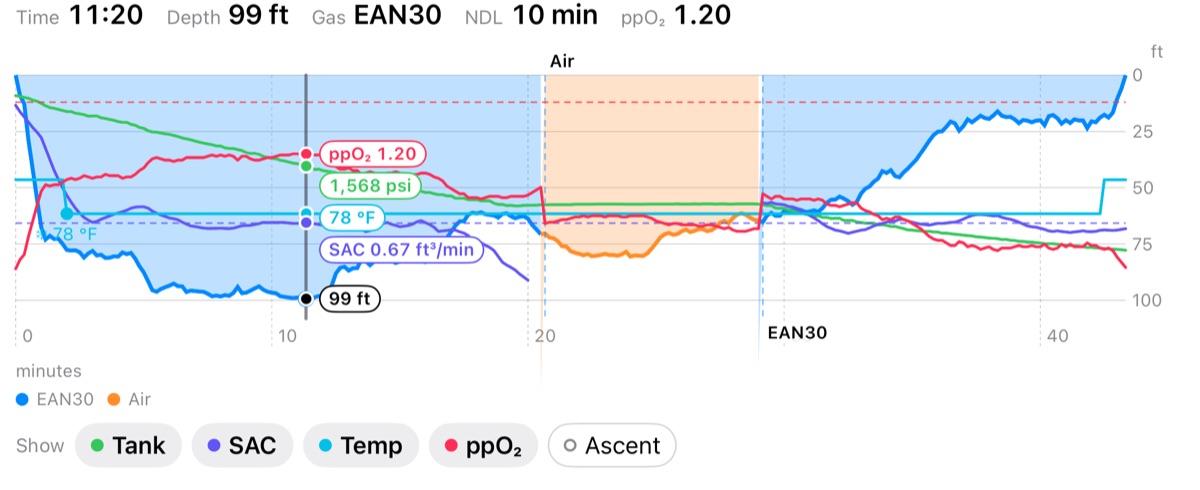 Time 11:20 Depth 99 ft Gas EAN30 NDL 10 min ppO₂ 1.20
ft
Air
0
25
50
75
100
ppO₂ 1.20
1,568 psi
78 °F
78 °F
SAC 0.67 ft³/min
99 ft
0 10 20 EAN30 40
minutes
EAN30 Air
Show Tank SAC Temp ppO₂ Ascent